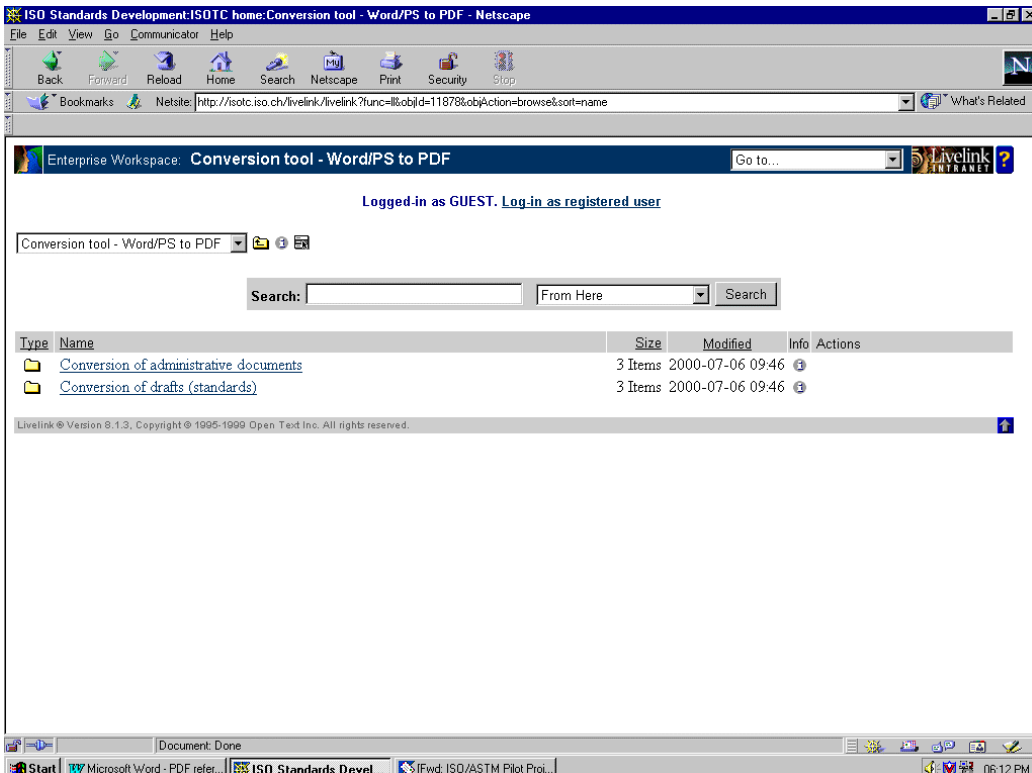 ISO Standards Development:ISOTC home:Conversion tool - Word/PS to PDF - Netscape
File Edit View Go Communicator Help
Back Forward Reload Home Search Netscape Print Security Stop
Bookmarks Netsite: http://isotc.iso.ch/livelink/livelink?func=ll&objId=11878&objAction=browse&sort=name What's Related
Enterprise Workspace: Conversion tool - Word/PS to PDF Go to... Livelink INTRANET ?
Logged-in as GUEST. Log-in as registered user
Conversion tool - Word/PS to PDF
Search: From Here Search
Type Name Size Modified Info Actions
Conversion of administrative documents 3 Items 2000-07-06 09:46
Conversion of drafts (standards) 3 Items 2000-07-06 09:46
Livelink ® Version 8.1.3, Copyright © 1995-1999 Open Text Inc. All rights reserved.
Document: Done
Start Microsoft Word - PDF refer... ISO Standards Devel... [Fwd: ISO/ASTM Pilot Proj... 06:12 PM